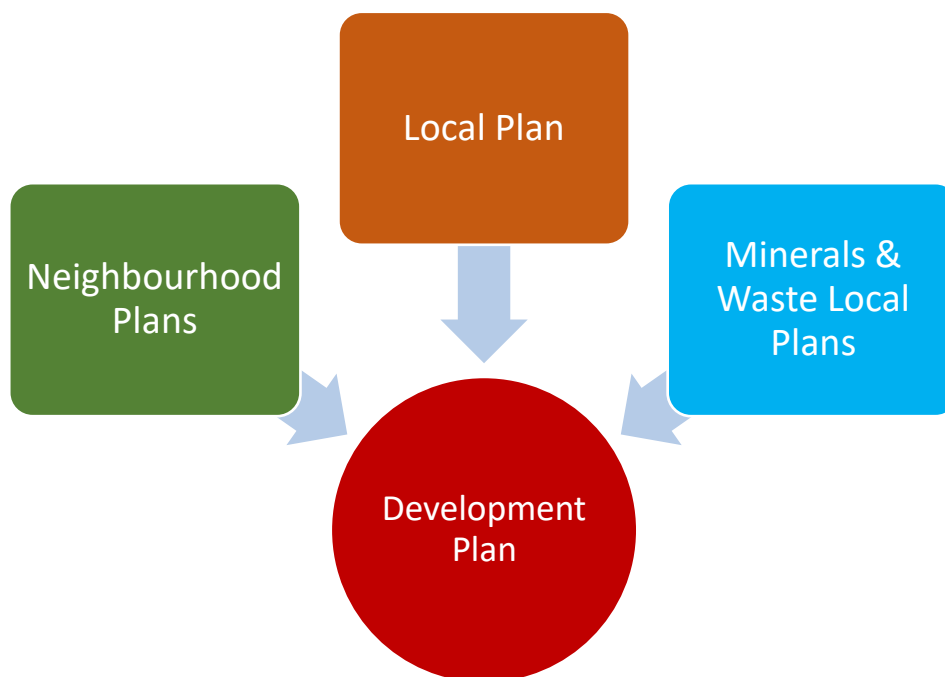 Local Plan
Neighbourhood
Plans
Minerals &
Waste Local
Plans
Development
Plan